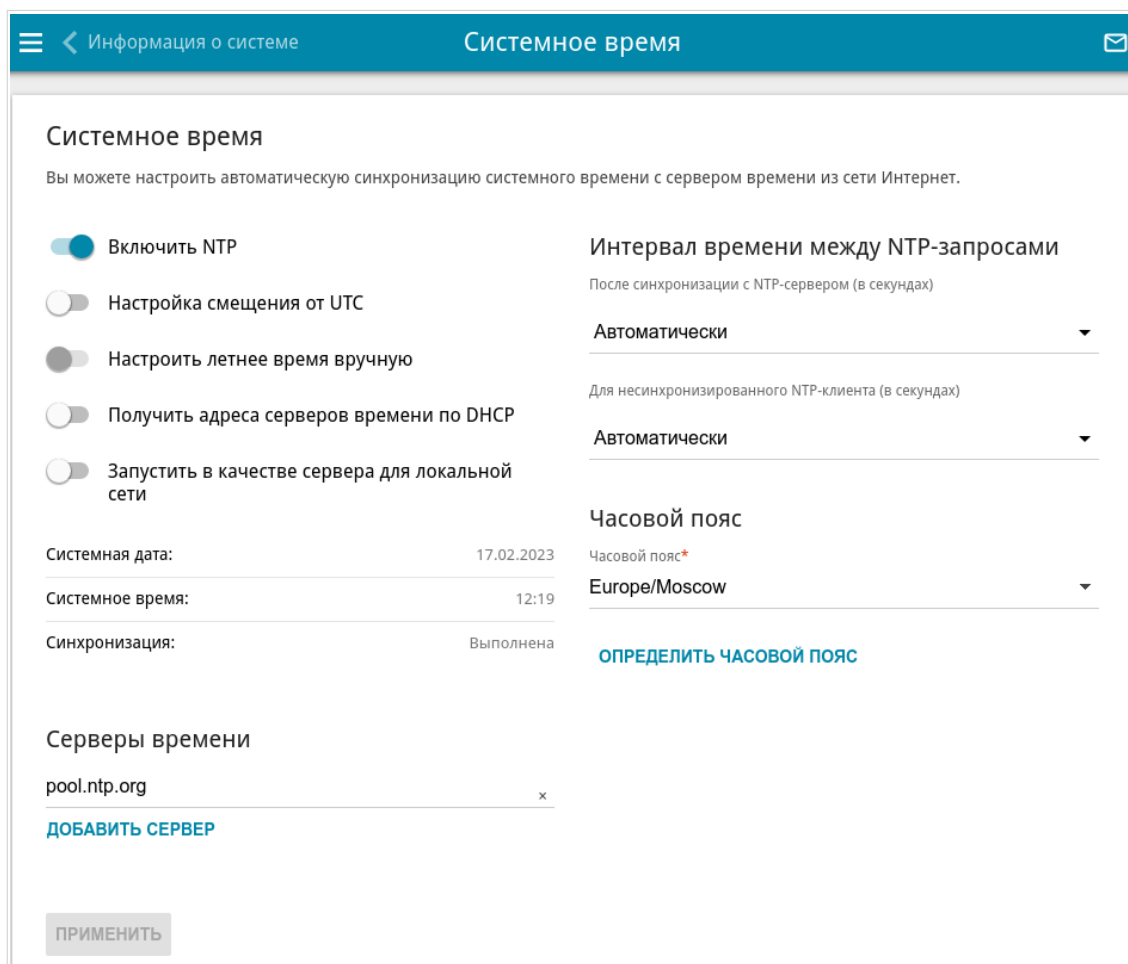 Информация о системе
Системное время
Системное время
Вы можете настроить автоматическую синхронизацию системного времени с сервером времени из сети Интернет.
Включить NTP
Настройка смещения от UTC
Настроить летнее время вручную
Получить адреса серверов времени по DHCP
Запустить в качестве сервера для локальной
сети
Системная дата: 17.02.2023
Системное время: 12:19
Синхронизация: Выполнена
Серверы времени
pool.ntp.org ×
ДОБАВИТЬ СЕРВЕР
Интервал времени между NTP-запросами
После синхронизации с NTP-сервером (в секундах)
Автоматически
Для несинхронизированного NTP-клиента (в секундах)
Автоматически
Часовой пояс
Часовой пояс*
Europe/Moscow
ОПРЕДЕЛИТЬ ЧАСОВОЙ ПОЯС
ПРИМЕНИТЬ